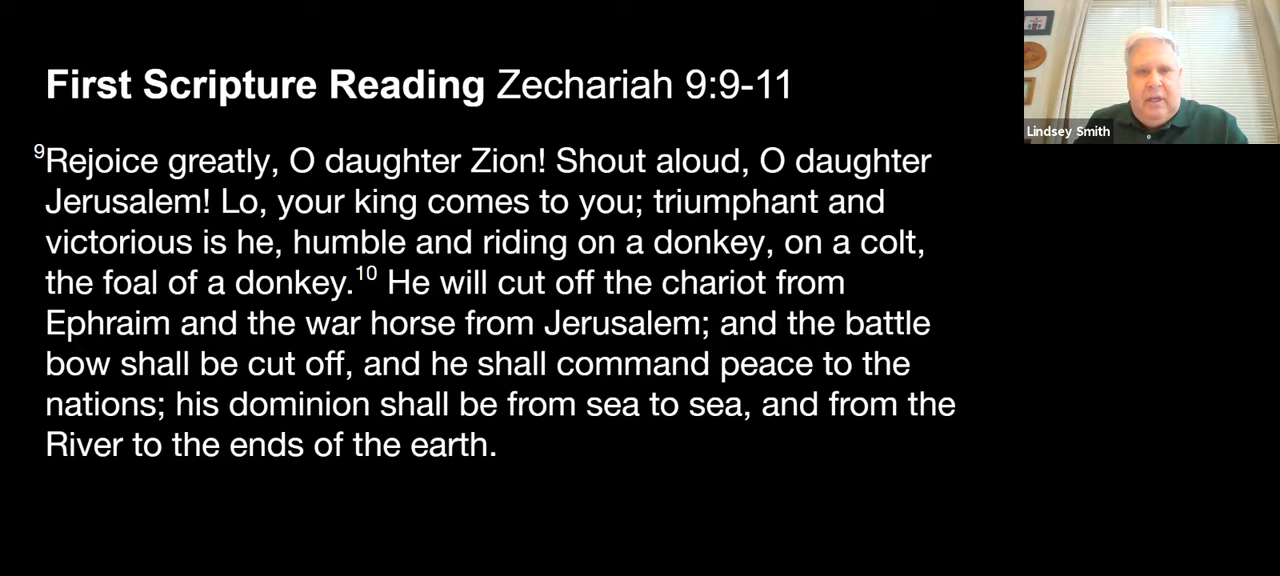 First Scripture Reading Zechariah 9:9-11
Lindsey Smith
⁹Rejoice greatly, O daughter Zion! Shout aloud, O daughter
Jerusalem! Lo, your king comes to you; triumphant and
victorious is he, humble and riding on a donkey, on a colt,
the foal of a donkey.¹⁰ He will cut off the chariot from
Ephraim and the war horse from Jerusalem; and the battle
bow shall be cut off, and he shall command peace to the
nations; his dominion shall be from sea to sea, and from the
River to the ends of the earth.